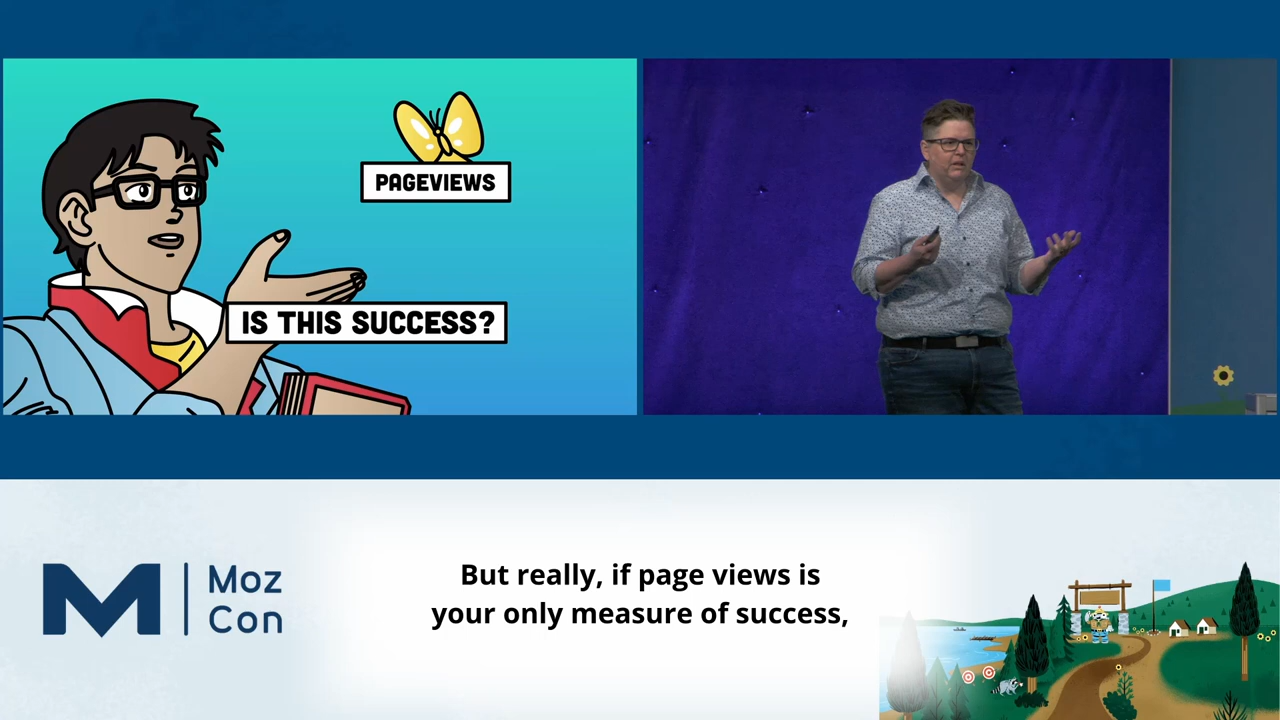 PAGEVIEWS
IS THIS SUCCESS?
Moz
Con
But really, if page views is
your only measure of success,